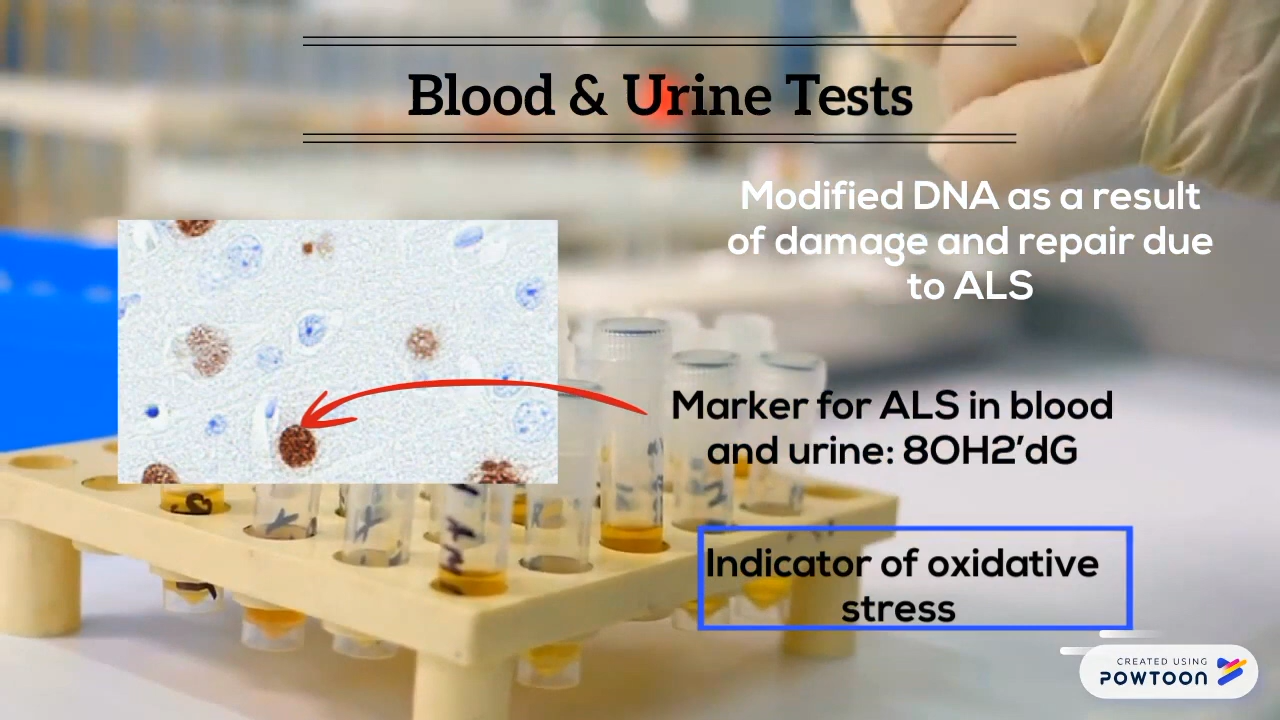 Blood & Urine Tests
Modified DNA as a result
of damage and repair due
to ALS
Marker for ALS in blood
and urine: 8OH2’dG
Indicator of oxidative
stress
CREATED USING
POWTOON